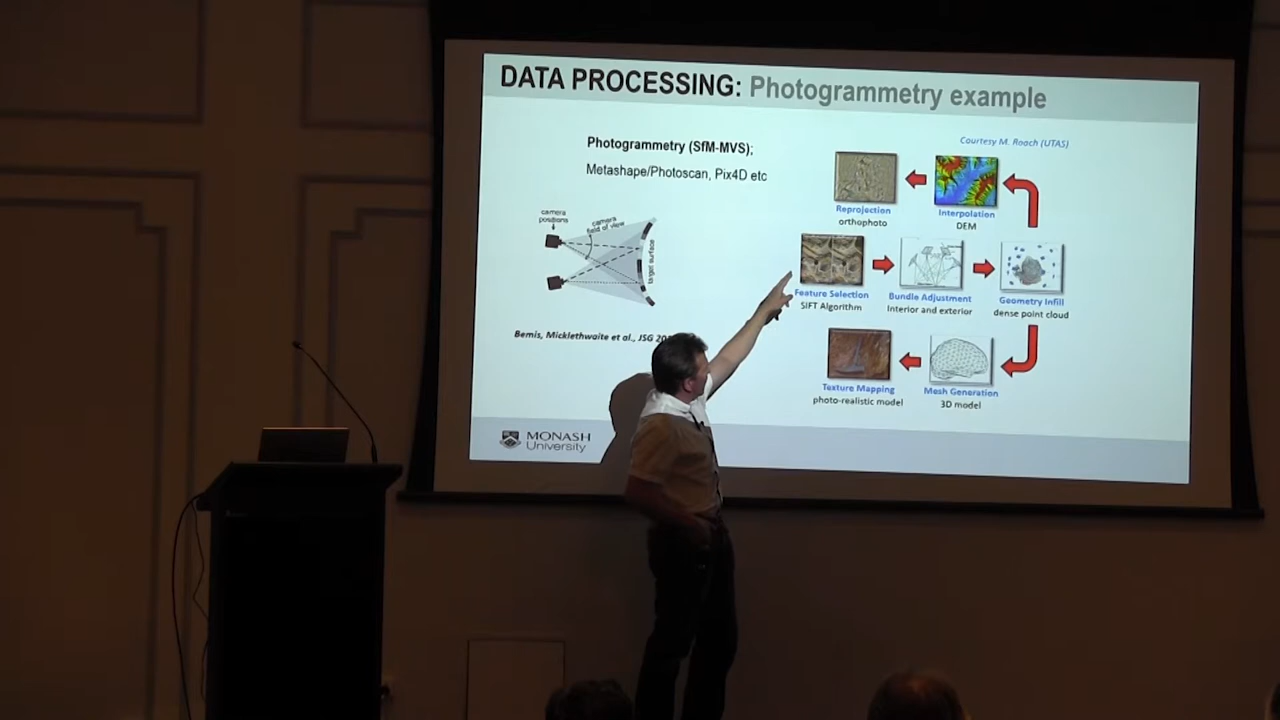 DATA PROCESSING: Photogrammetry example
Photogrammetry (SfM-MVS);
Metashape/Photoscan, Pix4D etc
Courtesy M. Roach (UTAS)
camera
positions
camera
field of view
target surface
Bemis, Micklethwaite et al., JSG
Reprojection
orthophoto
Interpolation
DEM
Feature Selection
SIFT Algorithm
Bundle Adjustment
Interior and exterior
Geometry Infill
dense point cloud
Texture Mapping
photo-realistic model
Mesh Generation
3D model
MONASH
University